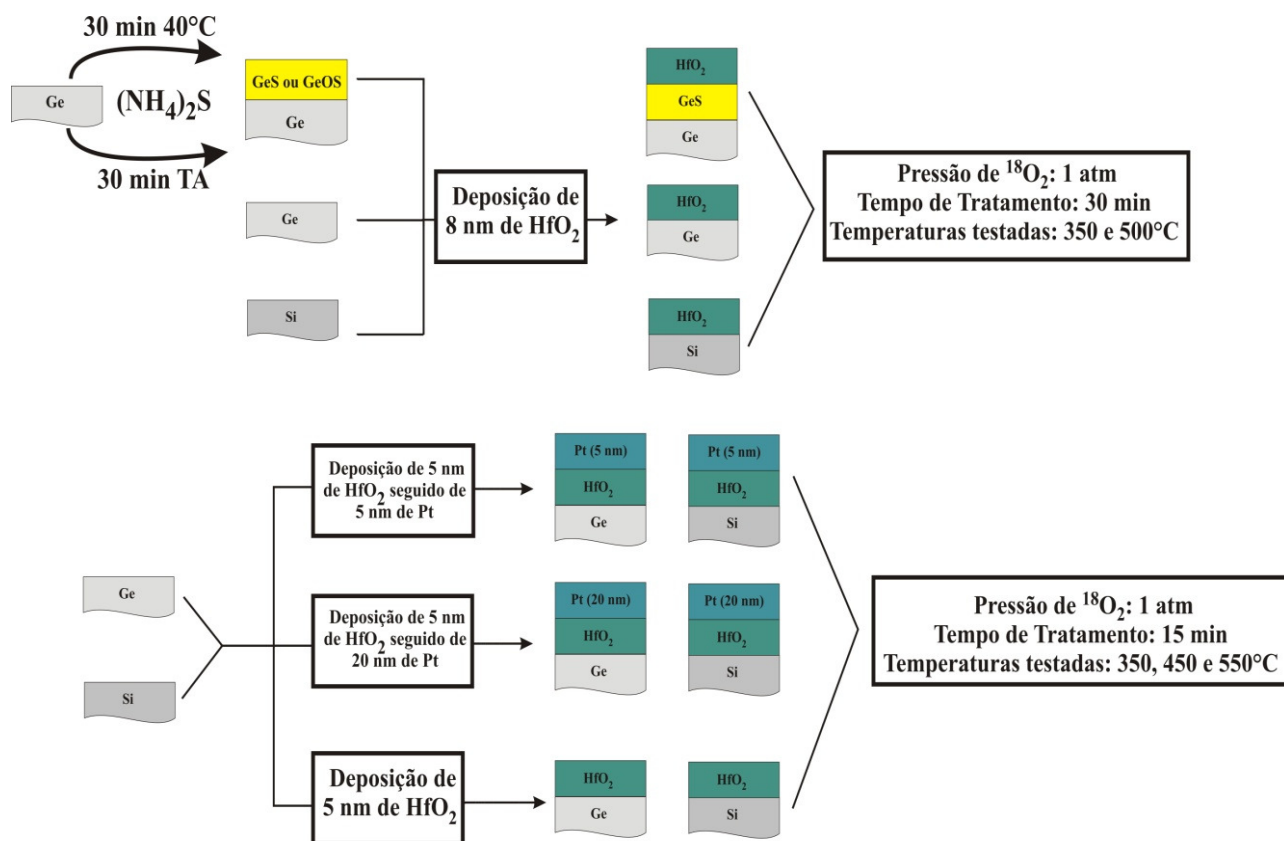 30 min 40°C
Ge
(NH₄)₂S
30 min TA
GeS ou GeOS
Ge
Ge
Si
Deposição de
8 nm de HfO₂
HfO₂
GeS
Ge
HfO₂
Ge
HfO₂
Si
Pressão de ¹⁸O₂: 1 atm
Tempo de Tratamento: 30 min
Temperaturas testadas: 350 e 500°C
Ge
Si
Deposição de 5 nm
de HfO₂ seguido de
5 nm de Pt
Pt (5 nm)
HfO₂
Ge
Pt (5 nm)
HfO₂
Si
Deposição de 5 nm
de HfO₂ seguido de
20 nm de Pt
Pt (20 nm)
HfO₂
Ge
Pt (20 nm)
HfO₂
Si
Deposição de
5 nm de HfO₂
HfO₂
Ge
HfO₂
Si
Pressão de ¹⁸O₂: 1 atm
Tempo de Tratamento: 15 min
Temperaturas testadas: 350, 450 e 550°C